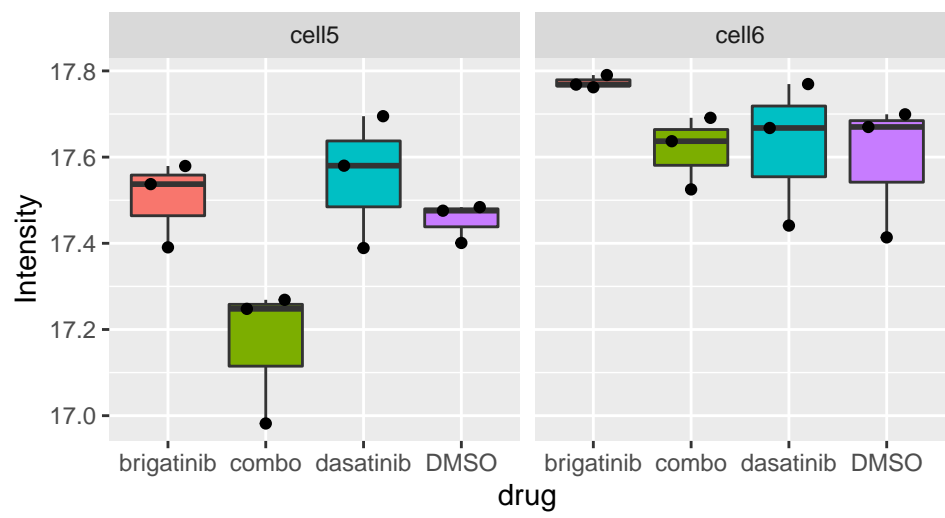 cell5
cell6
Intensity
17.8
17.6
17.4
17.2
17.0
brigatinib combo dasatinib DMSO
brigatinib combo dasatinib DMSO
drug